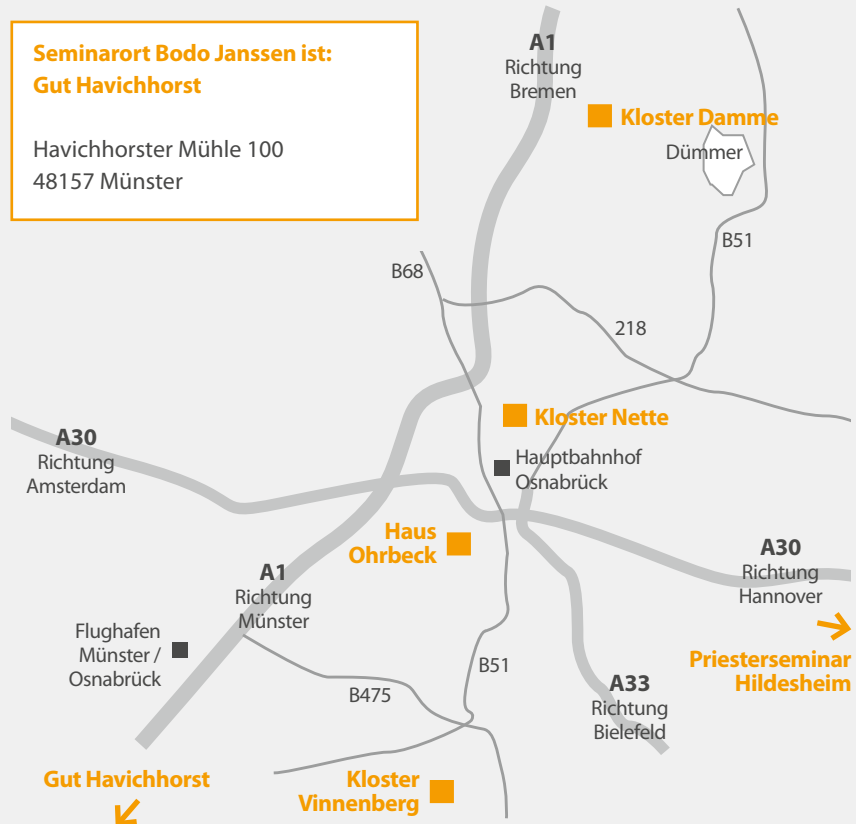 Seminarort Bodo Janssen ist:
Gut Havichhorst
Havichhorster Mühle 100
48157 Münster
A1
Richtung
Bremen
Kloster Damme
Dümmer
B51
B68
218
Kloster Nette
A30
Richtung
Amsterdam
Hauptbahnhof
Osnabrück
Haus
Ohrbeck
A30
Richtung
Hannover
A1
Richtung
Münster
Flughafen
Münster /
Osnabrück
Priesterseminar
Hildesheim
B51
B475
A33
Richtung
Bielefeld
Gut Havichhorst
Kloster
Vinnenberg